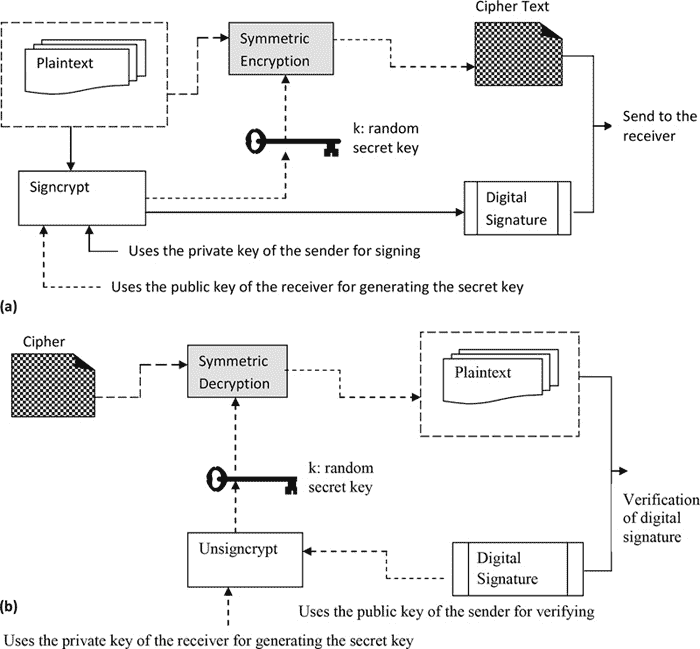 Cipher Text
Plaintext
Symmetric
Encryption
k: random
secret key
Send to the
receiver
Signcrypt
Digital
Signature
Uses the private key of the sender for signing
Uses the public key of the receiver for generating the secret key
(a)
Cipher
Symmetric
Decryption
Plaintext
k: random
secret key
Verification
of digital
signature
Unsigncrypt
Digital
Signature
(b)
Uses the public key of the sender for verifying
Uses the private key of the receiver for generating the secret key